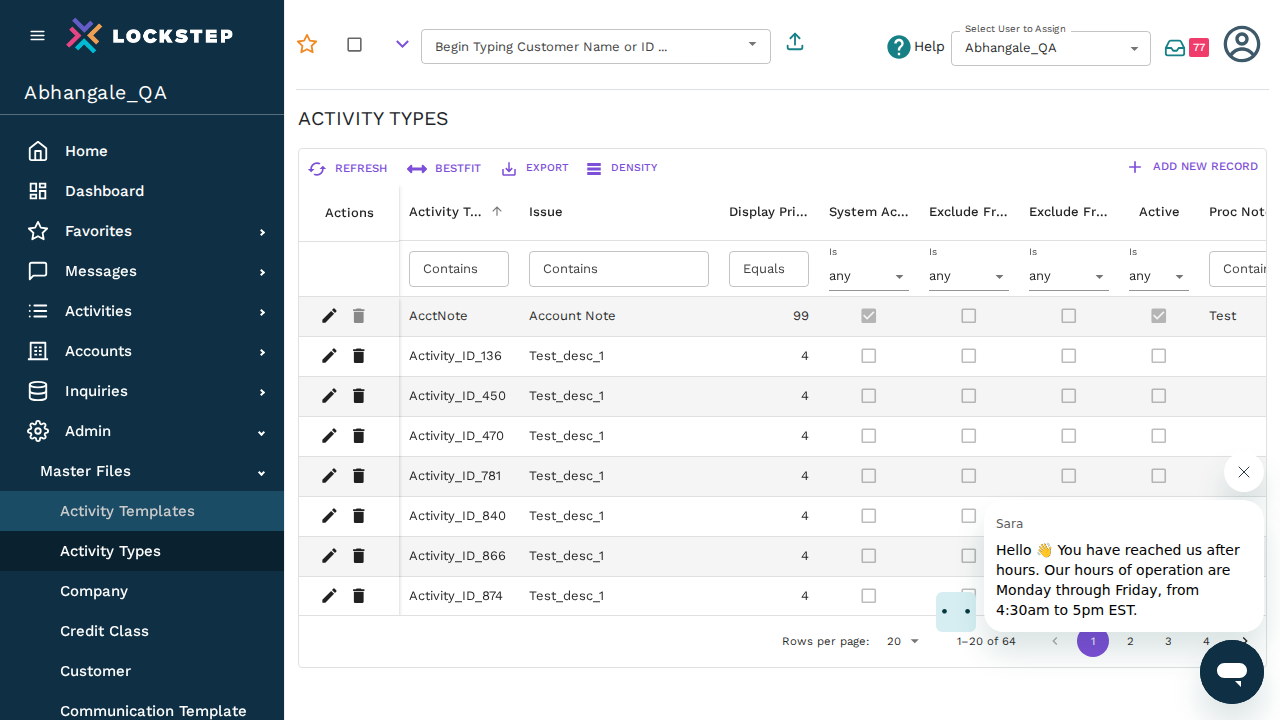 LOCKSTEP
Abhangale_QA
Home
Dashboard
Favorites
Messages
Activities
Accounts
Inquiries
Admin
Master Files
Activity Templates
Activity Types
Company
Credit Class
Customer
Communication Template
Begin Typing Customer Name or ID ...
Help
Select User to Assign
Abhangale_QA
77
ACTIVITY TYPES
REFRESH BESTFIT EXPORT DENSITY ADD NEW RECORD
Actions Activity T... Issue Display Pri... System Ac... Exclude Fr... Exclude Fr... Active Proc Not
Is Is Is Is
Contains Contains Equals any any any any Contain
AcctNote Account Note 99 Test
Activity_ID_136 Test_desc_1 4
Activity_ID_450 Test_desc_1 4
Activity_ID_470 Test_desc_1 4
Activity_ID_781 Test_desc_1 4
Activity_ID_840 Test_desc_1 4
Activity_ID_866 Test_desc_1 4
Activity_ID_874 Test_desc_1 4
Rows per page: 20 1–20 of 64 1 2 3 4
Sara
Hello 👋 You have reached us after
hours. Our hours of operation are
Monday through Friday, from
4:30am to 5pm EST.